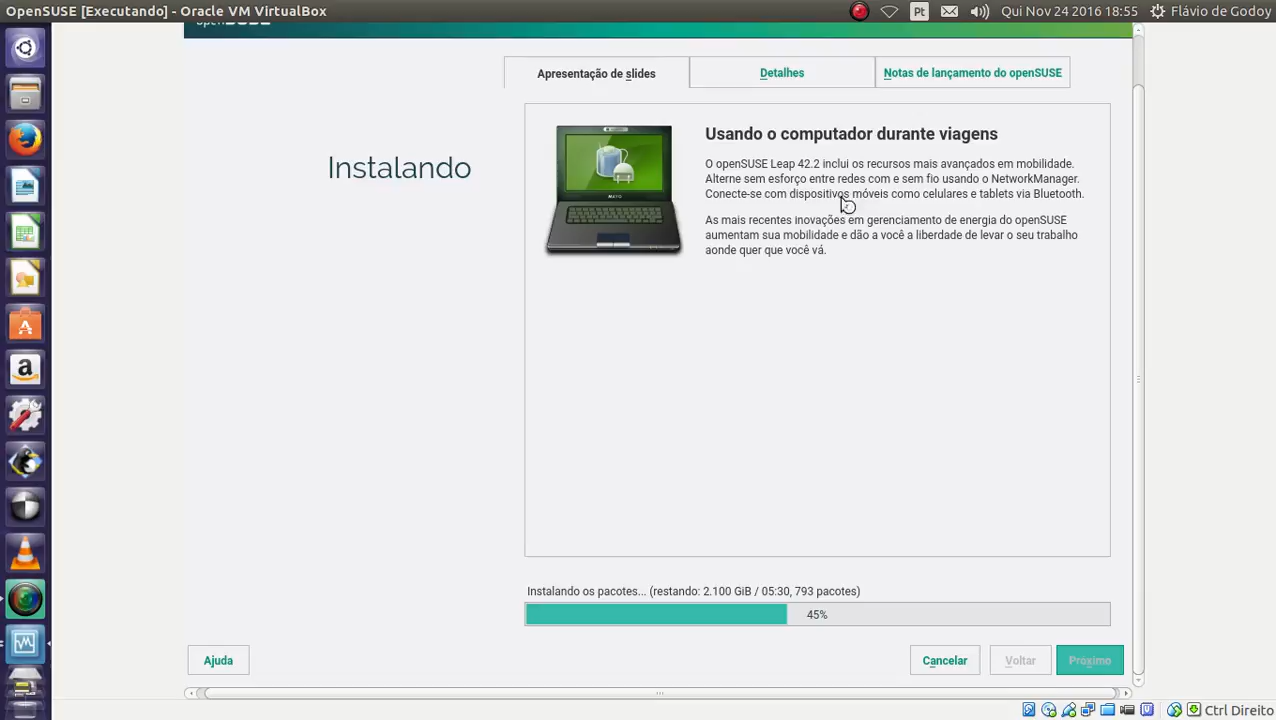 OpenSUSE [Executando] - Oracle VM VirtualBox
Pt
Qui Nov 24 2016 18:55
Flávio de Godoy
openSUSE
Apresentação de slides
Detalhes
Notas de lançamento do openSUSE
Instalando
Usando o computador durante viagens
O openSUSE Leap 42.2 inclui os recursos mais avançados em mobilidade.
Alterne sem esforço entre redes com e sem fio usando o NetworkManager.
Conecte-se com dispositivos móveis como celulares e tablets via Bluetooth.
As mais recentes inovações em gerenciamento de energia do openSUSE
aumentam sua mobilidade e dão a você a liberdade de levar o seu trabalho
aonde quer que você vá.
Instalando os pacotes... (restando: 2.100 GiB / 05:30, 793 pacotes)
45%
Ajuda
Cancelar
Voltar
Próximo
Ctrl Direito